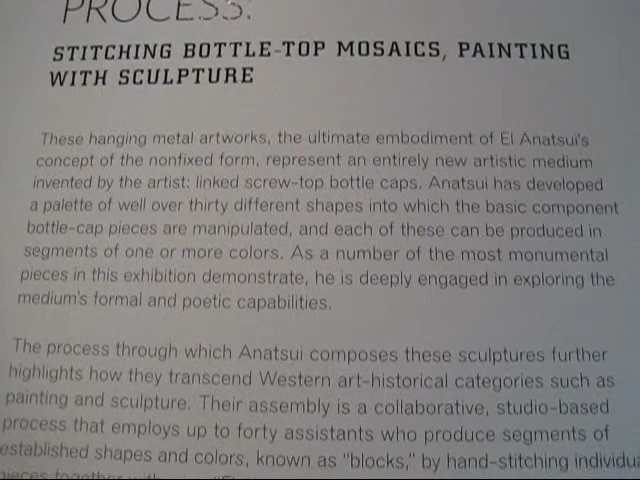 PROCESS:
STITCHING BOTTLE-TOP MOSAICS, PAINTING
WITH SCULPTURE
These hanging metal artworks, the ultimate embodiment of El Anatsui's
concept of the nonfixed form, represent an entirely new artistic medium
invented by the artist: linked screw-top bottle caps. Anatsui has developed
a palette of well over thirty different shapes into which the basic component
bottle-cap pieces are manipulated, and each of these can be produced in
segments of one or more colors. As a number of the most monumental
pieces in this exhibition demonstrate, he is deeply engaged in exploring the
medium's formal and poetic capabilities.
The process through which Anatsui composes these sculptures further
highlights how they transcend Western art-historical categories such as
painting and sculpture. Their assembly is a collaborative, studio-based
process that employs up to forty assistants who produce segments of
established shapes and colors, known as "blocks," by hand-stitching individua
pieces together with